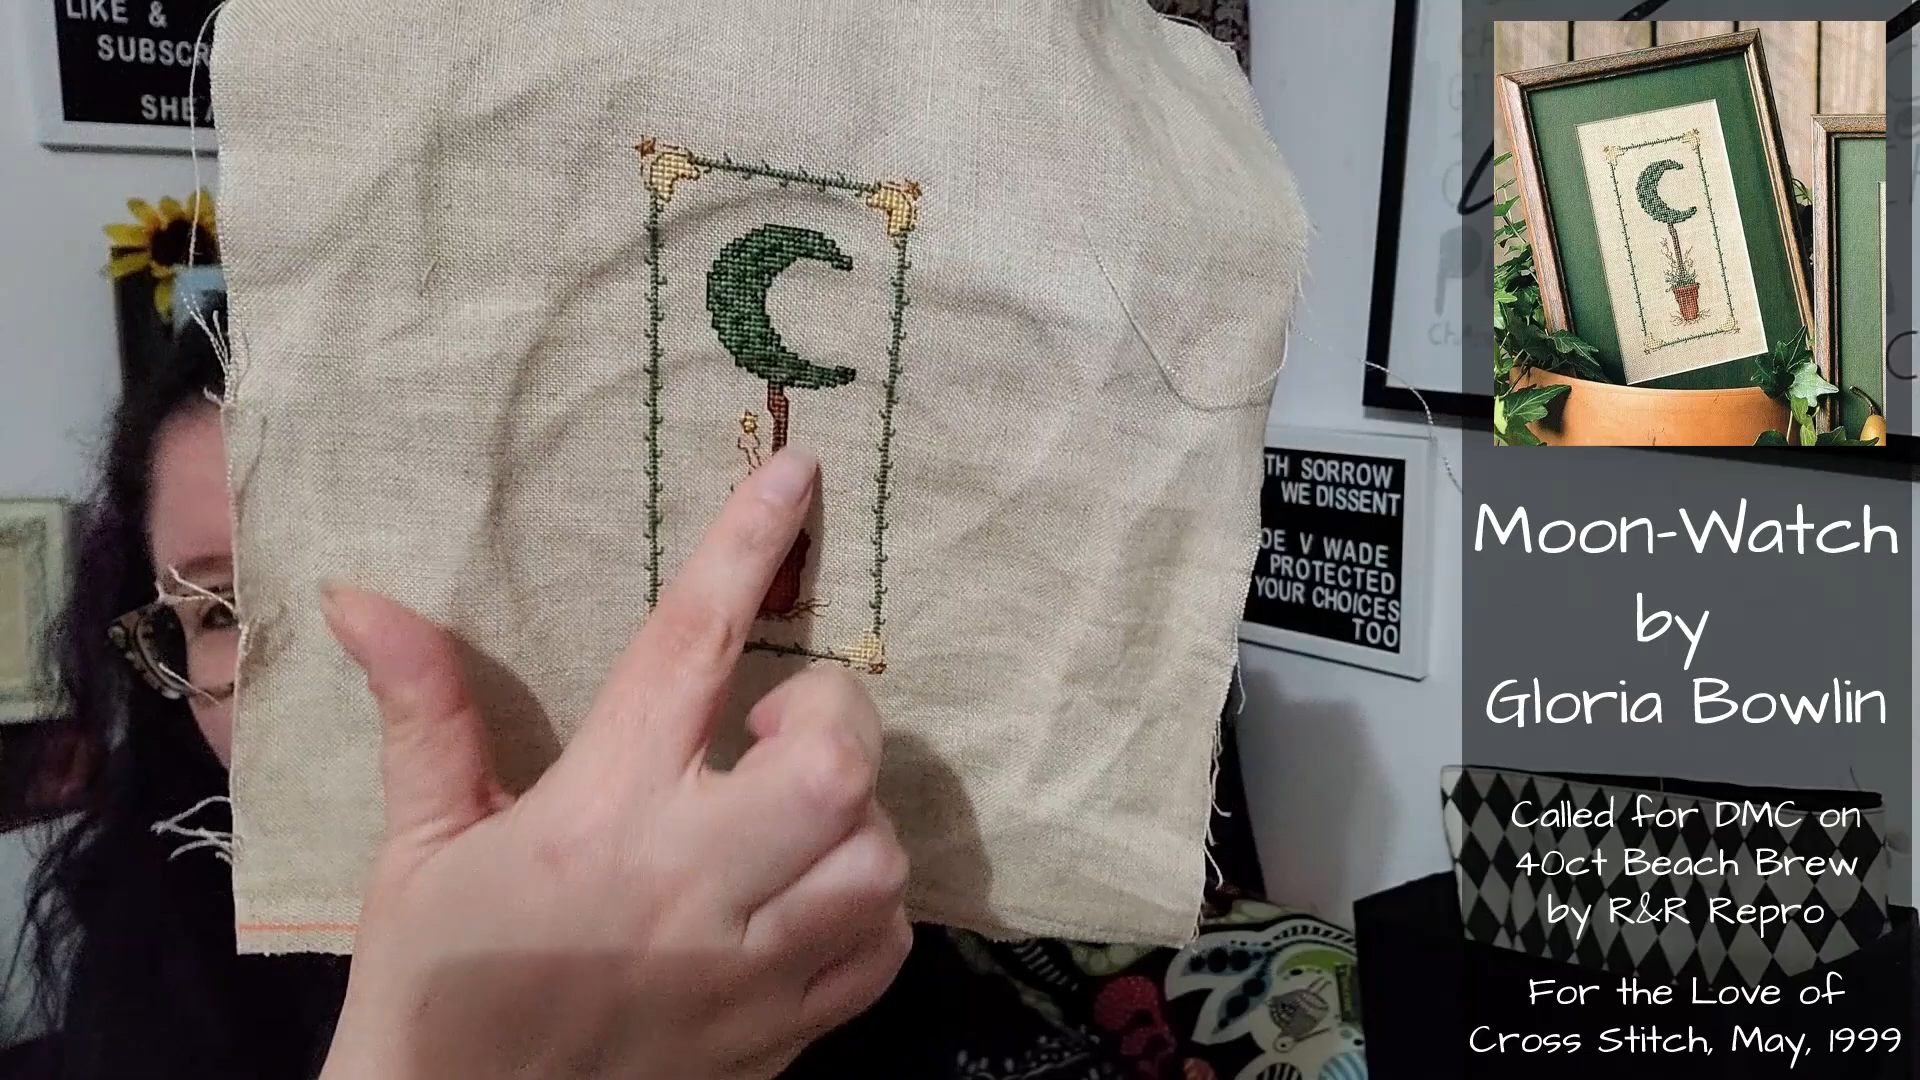 LIKE &
SUBSCR
SHEA
TH SORROW
WE DISSENT
OE V WADE
PROTECTED
YOUR CHOICES
TOO
Moon-Watch
by
Gloria Bowlin
Called for DMC on
40ct Beach Brew
by R&R Repro
For the Love of
Cross Stitch, May, 1999